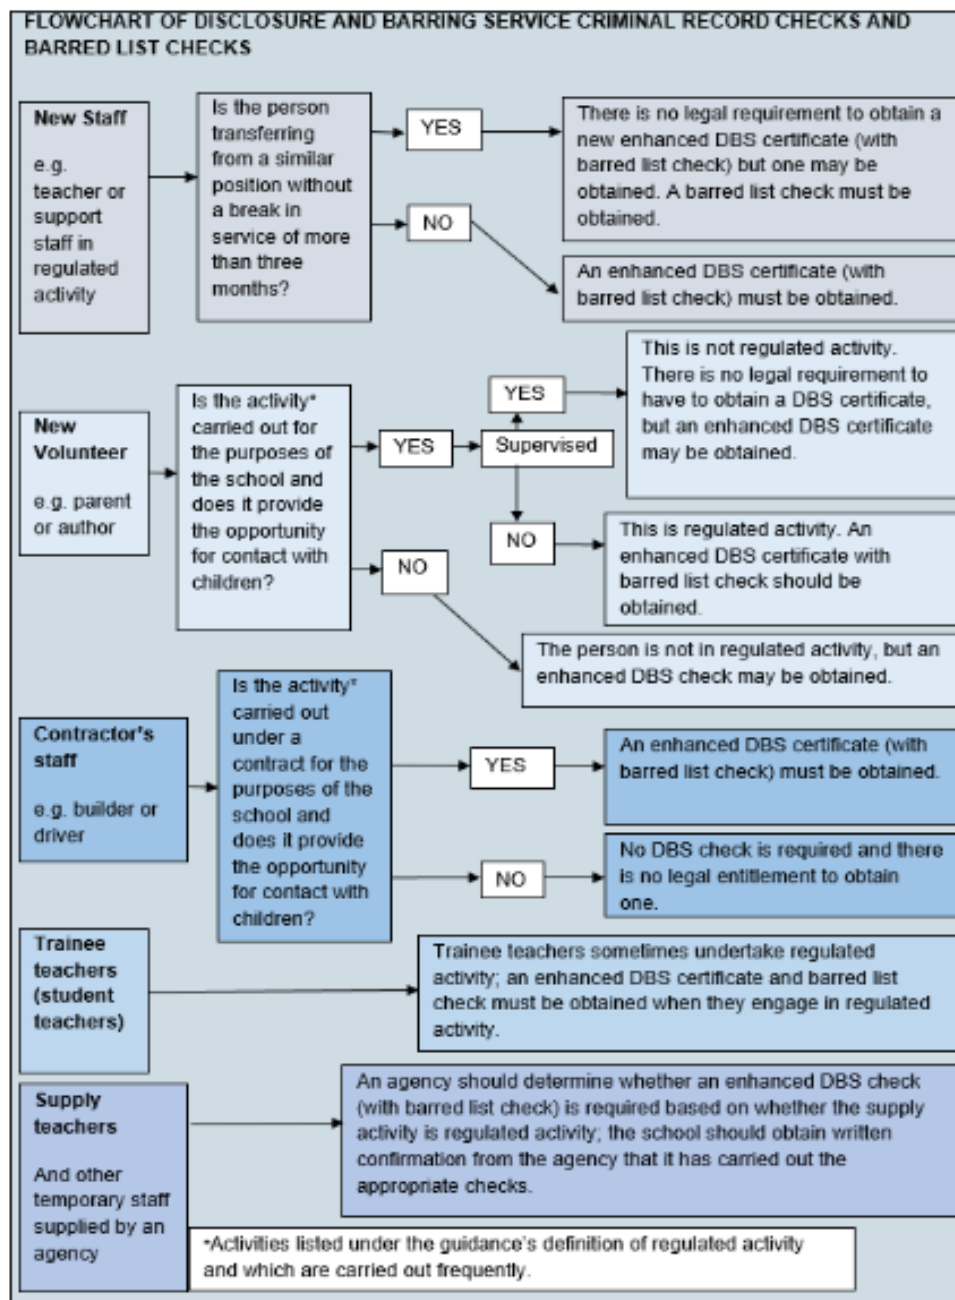 FLOWCHART OF DISCLOSURE AND BARRING SERVICE CRIMINAL RECORD CHECKS AND
BARRED LIST CHECKS
New Staff
e.g.
teacher or
support
staff in
regulated
activity
Is the person
transferring
from a similar
position without
a break in
service of more
than three
months?
YES
NO
There is no legal requirement to obtain a
new enhanced DBS certificate (with
barred list check) but one may be
obtained. A barred list check must be
obtained.
An enhanced DBS certificate (with
barred list check) must be obtained.
New
Volunteer
e.g. parent
or author
Is the activity*
carried out for
the purposes of
the school and
does it provide
the opportunity
for contact with
children?
YES
NO
YES
Supervised
NO
This is not regulated activity.
There is no legal requirement to
have to obtain a DBS certificate,
but an enhanced DBS certificate
may be obtained.
This is regulated activity. An
enhanced DBS certificate with
barred list check should be
obtained.
The person is not in regulated activity, but an
enhanced DBS check may be obtained.
Contractor's
staff
e.g. builder or
driver
Is the activity*
carried out
under a
contract for the
purposes of the
school and
does it provide
the opportunity
for contact with
children?
YES
NO
An enhanced DBS certificate (with
barred list check) must be obtained.
No DBS check is required and there
is no legal entitlement to obtain
one.
Trainee
teachers
(student
teachers)
Trainee teachers sometimes undertake regulated
activity; an enhanced DBS certificate and barred list
check must be obtained when they engage in regulated
activity.
Supply
teachers
And other
temporary staff
supplied by an
agency
An agency should determine whether an enhanced DBS check
(with barred list check) is required based on whether the supply
activity is regulated activity; the school should obtain written
confirmation from the agency that it has carried out the
appropriate checks.
*Activities listed under the guidance's definition of regulated activity
and which are carried out frequently.